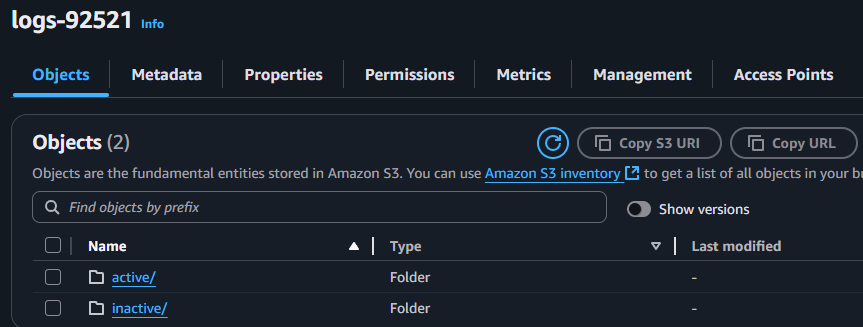 logs-92521 Info
Objects Metadata Properties Permissions Metrics Management Access Points
Objects (2) Copy S3 URI Copy URL
Objects are the fundamental entities stored in Amazon S3. You can use Amazon S3 inventory to get a list of all objects in your
Find objects by prefix Show versions
Name Type Last modified
active/ Folder -
inactive/ Folder -